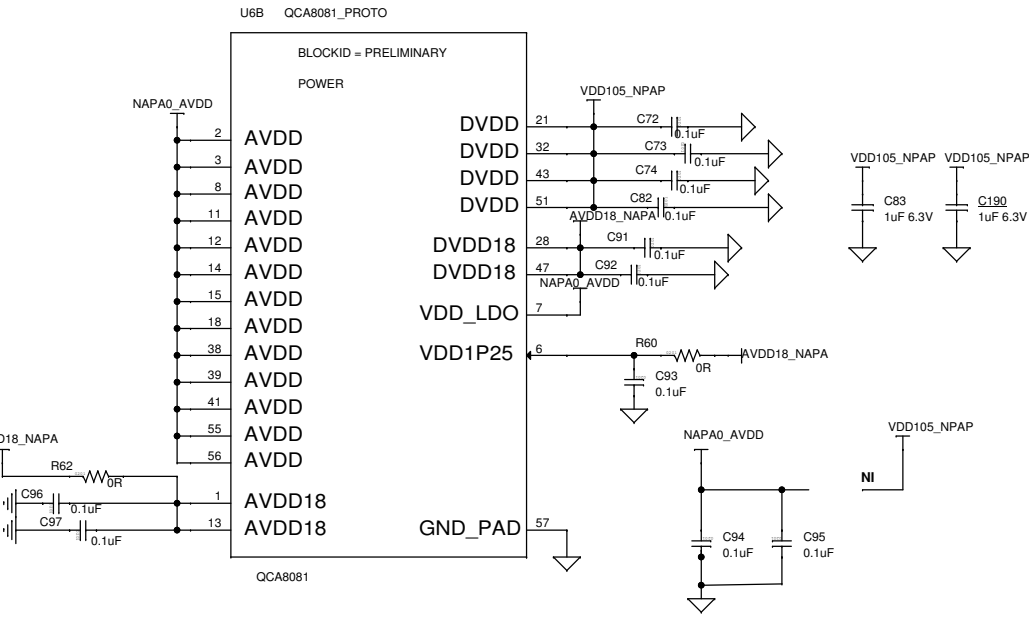 U6B QCA8081_PROTO
BLOCKID = PRELIMINARY
POWER
NAPA0_AVDD
2 AVDD
3 AVDD
8 AVDD
11 AVDD
12 AVDD
14 AVDD
15 AVDD
18 AVDD
38 AVDD
39 AVDD
41 AVDD
55 AVDD
56 AVDD
D18_NAPA
R62
0R
C96
0.1uF
1 AVDD18
C97
0.1uF
13 AVDD18
VDD105_NPAP
DVDD 21 C72 0.1uF
DVDD 32 C73 0.1uF
DVDD 43 C74 0.1uF
DVDD 51 C82 0.1uF
AVDD18_NAPA
DVDD18 28 C91 0.1uF
DVDD18 47 C92 0.1uF
NAPA0_AVDD
VDD_LDO 7
VDD1P25 6 R60 0R AVDD18_NAPA
C93
0.1uF
GND_PAD 57
QCA8081
VDD105_NPAP VDD105_NPAP
C83
1uF 6.3V
C190
1uF 6.3V
NAPA0_AVDD
VDD105_NPAP
NI
C94
0.1uF
C95
0.1uF